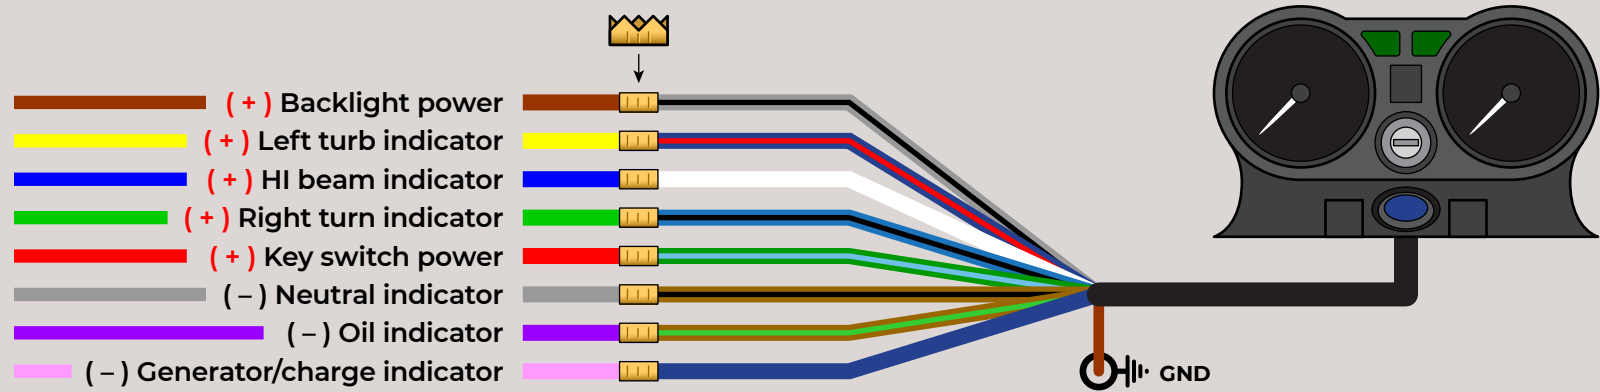 ( + ) Backlight power
( + ) Left turb indicator
( + ) HI beam indicator
( + ) Right turn indicator
( + ) Key switch power
( – ) Neutral indicator
( – ) Oil indicator
( – ) Generator/charge indicator
GND